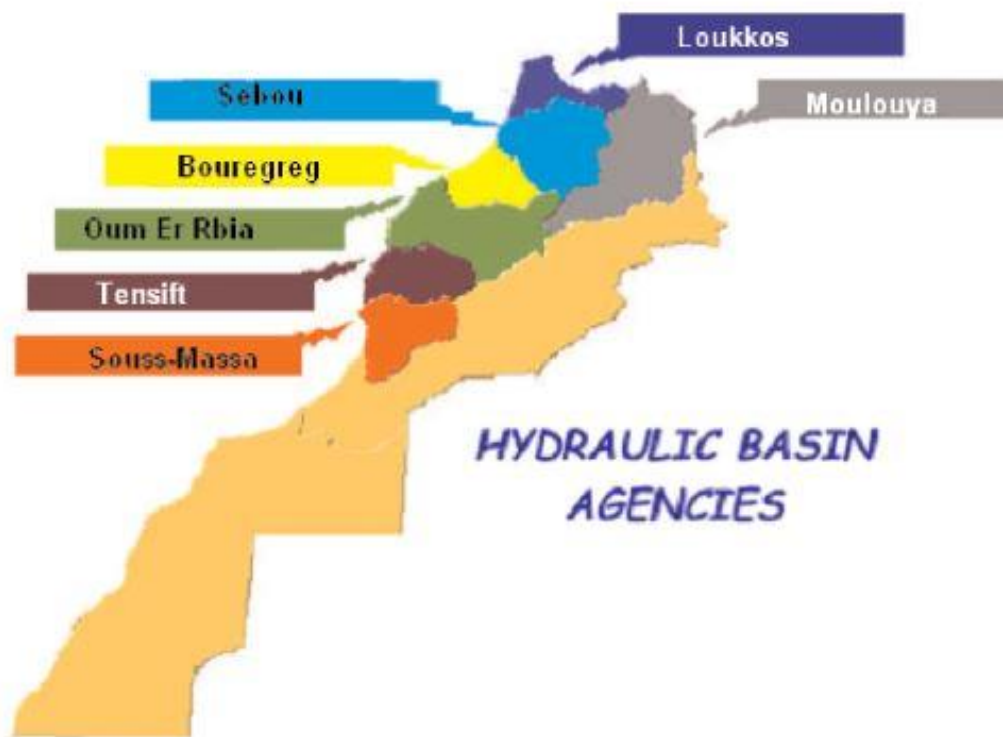 Loukkos
Sebou
Moulouya
Bouregreg
Oum Er Rbia
Tensift
Souss-Massa
HYDRAULIC BASIN
AGENCIES